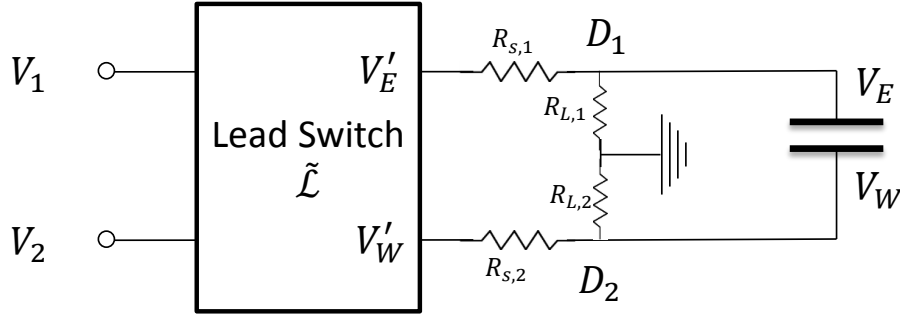 R_{s,1}
D_1
V_1
V'_E
V_E
R_{L,1}
Lead Switch
\tilde{\mathcal{L}}
R_{L,2}
V_W
V_2
V'_W
R_{s,2}
D_2